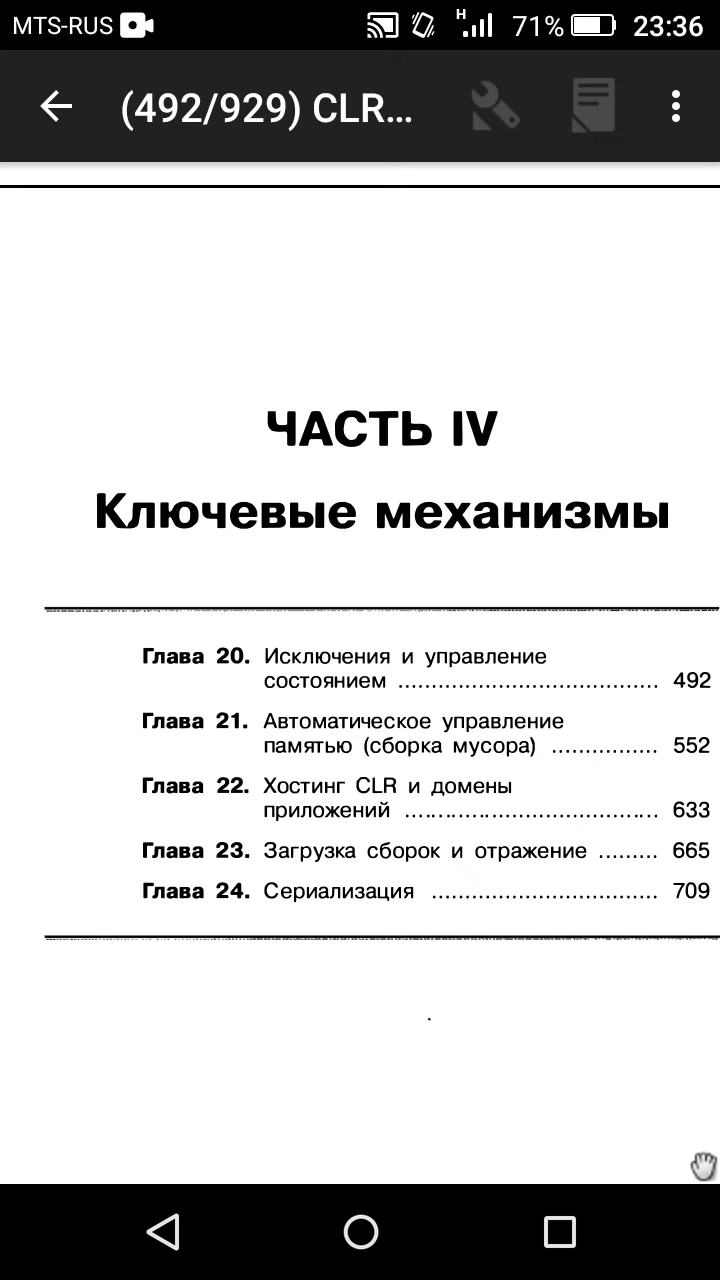 MTS-RUS H 71% 23:36
(492/929) CLR...
ЧАСТЬ IV
Ключевые механизмы
Глава 20. Исключения и управление
состоянием ....................................... 492
Глава 21. Автоматическое управление
памятью (сборка мусора) ................ 552
Глава 22. Хостинг CLR и домены
приложений ...................................... 633
Глава 23. Загрузка сборок и отражение ......... 665
Глава 24. Сериализация .................................. 709